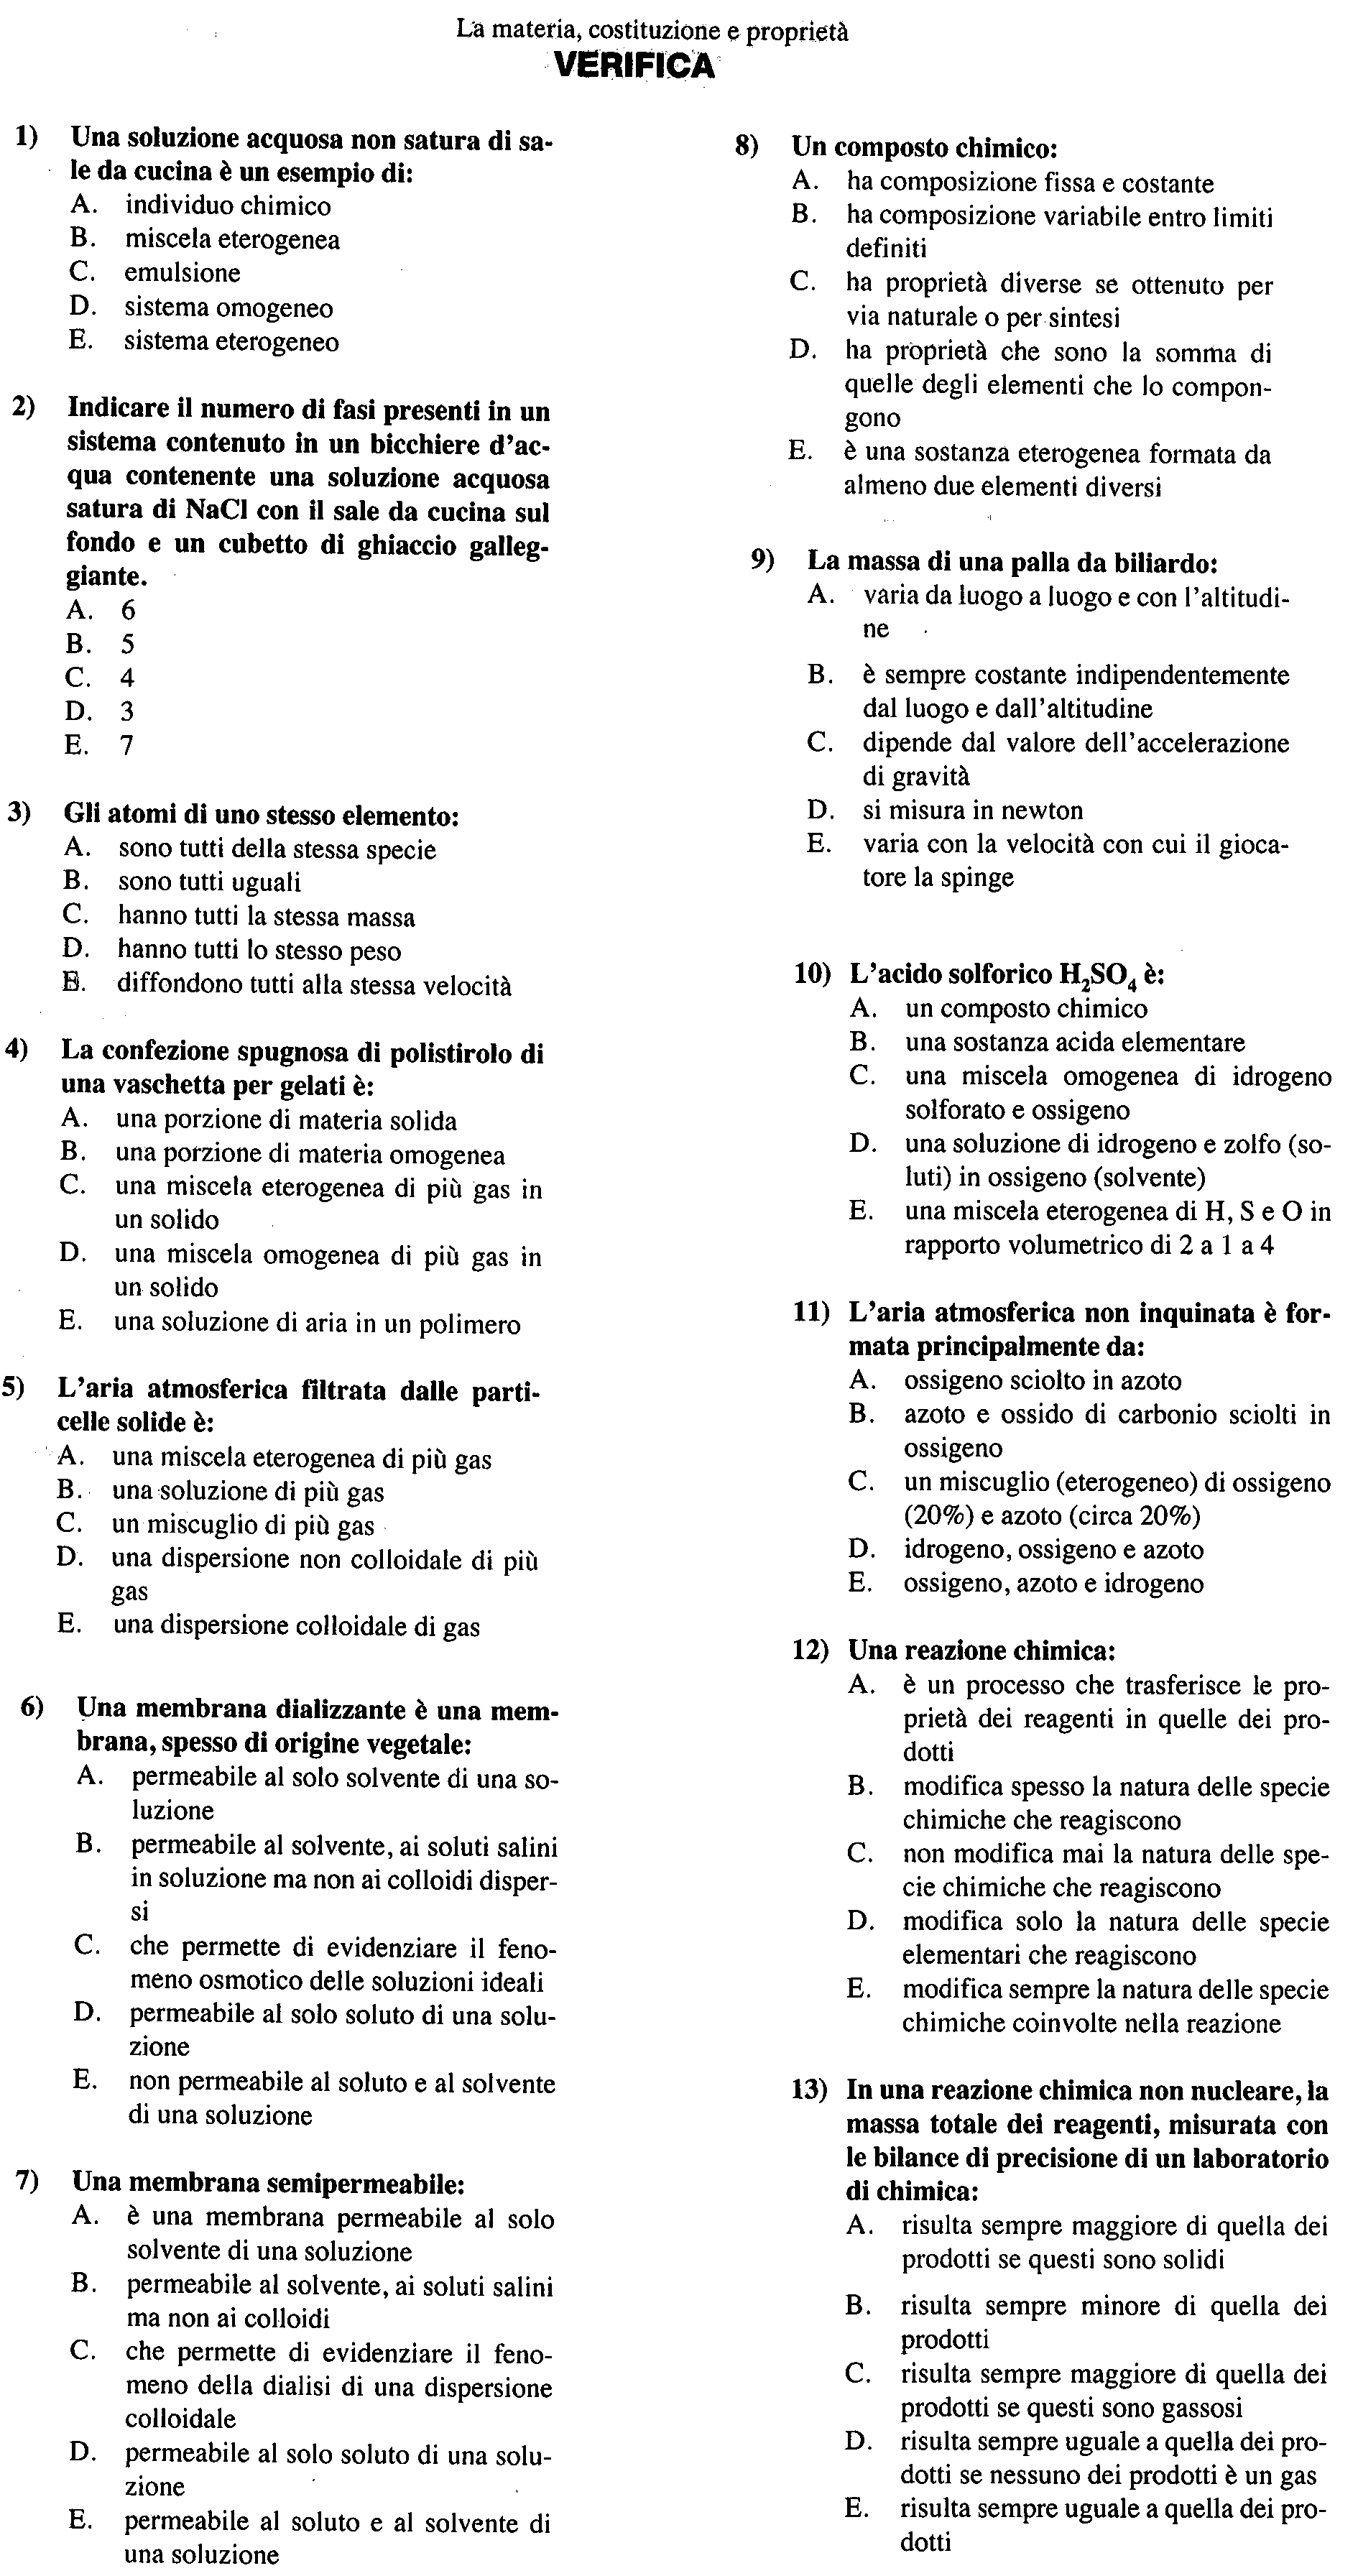 La materia, costituzione e proprietà
VERIFICA
1) Una soluzione acquosa non satura di sa-
le da cucina è un esempio di:
A. individuo chimico
B. miscela eterogenea
C. emulsione
D. sistema omogeneo
E. sistema eterogeneo
2) Indicare il numero di fasi presenti in un
sistema contenuto in un bicchiere d'ac-
qua contenente una soluzione acquosa
satura di NaCl con il sale da cucina sul
fondo e un cubetto di ghiaccio galleg-
giante.
A. 6
B. 5
C. 4
D. 3
E. 7
3) Gli atomi di uno stesso elemento:
A. sono tutti della stessa specie
B. sono tutti uguali
C. hanno tutti la stessa massa
D. hanno tutti lo stesso peso
E. diffondono tutti alla stessa velocità
4) La confezione spugnosa di polistirolo di
una vaschetta per gelati è:
A. una porzione di materia solida
B. una porzione di materia omogenea
C. una miscela eterogenea di più gas in
un solido
D. una miscela omogenea di più gas in
un solido
E. una soluzione di aria in un polimero
5) L'aria atmosferica filtrata dalle parti-
celle solide è:
A. una miscela eterogenea di più gas
B. una soluzione di più gas
C. un miscuglio di più gas
D. una dispersione non colloidale di più
gas
E. una dispersione colloidale di gas
6) Una membrana dializzante è una mem-
brana, spesso di origine vegetale:
A. permeabile al solo solvente di una so-
luzione
B. permeabile al solvente, ai soluti salini
in soluzione ma non ai colloidi disper-
si
C. che permette di evidenziare il feno-
meno osmotico delle soluzioni ideali
D. permeabile al solo soluto di una solu-
zione
E. non permeabile al soluto e al solvente
di una soluzione
7) Una membrana semipermeabile:
A. è una membrana permeabile al solo
solvente di una soluzione
B. permeabile al solvente, ai soluti salini
ma non ai colloidi
C. che permette di evidenziare il feno-
meno della dialisi di una dispersione
colloidale
D. permeabile al solo soluto di una solu-
zione
E. permeabile al soluto e al solvente di
una soluzione
8) Un composto chimico:
A. ha composizione fissa e costante
B. ha composizione variabile entro limiti
definiti
C. ha proprietà diverse se ottenuto per
via naturale o per sintesi
D. ha proprietà che sono la somma di
quelle degli elementi che lo compon-
gono
E. è una sostanza eterogenea formata da
almeno due elementi diversi
9) La massa di una palla da biliardo:
A. varia da luogo a luogo e con l'altitudi-
ne
B. è sempre costante indipendentemente
dal luogo e dall'altitudine
C. dipende dal valore dell'accelerazione
di gravità
D. si misura in newton
E. varia con la velocità con cui il gioca-
tore la spinge
10) L'acido solforico H₂SO₄ è:
A. un composto chimico
B. una sostanza acida elementare
C. una miscela omogenea di idrogeno
solforato e ossigeno
D. una soluzione di idrogeno e zolfo (so-
luti) in ossigeno (solvente)
E. una miscela eterogenea di H, S e O in
rapporto volumetrico di 2 a 1 a 4
11) L'aria atmosferica non inquinata è for-
mata principalmente da:
A. ossigeno sciolto in azoto
B. azoto e ossido di carbonio sciolti in
ossigeno
C. un miscuglio (eterogeneo) di ossigeno
(20%) e azoto (circa 20%)
D. idrogeno, ossigeno e azoto
E. ossigeno, azoto e idrogeno
12) Una reazione chimica:
A. è un processo che trasferisce le pro-
prietà dei reagenti in quelle dei pro-
dotti
B. modifica spesso la natura delle specie
chimiche che reagiscono
C. non modifica mai la natura delle spe-
cie chimiche che reagiscono
D. modifica solo la natura delle specie
elementari che reagiscono
E. modifica sempre la natura delle specie
chimiche coinvolte nella reazione
13) In una reazione chimica non nucleare, la
massa totale dei reagenti, misurata con
le bilance di precisione di un laboratorio
di chimica:
A. risulta sempre maggiore di quella dei
prodotti se questi sono solidi
B. risulta sempre minore di quella dei
prodotti
C. risulta sempre maggiore di quella dei
prodotti se questi sono gassosi
D. risulta sempre uguale a quella dei pro-
dotti se nessuno dei prodotti è un gas
E. risulta sempre uguale a quella dei pro-
dotti